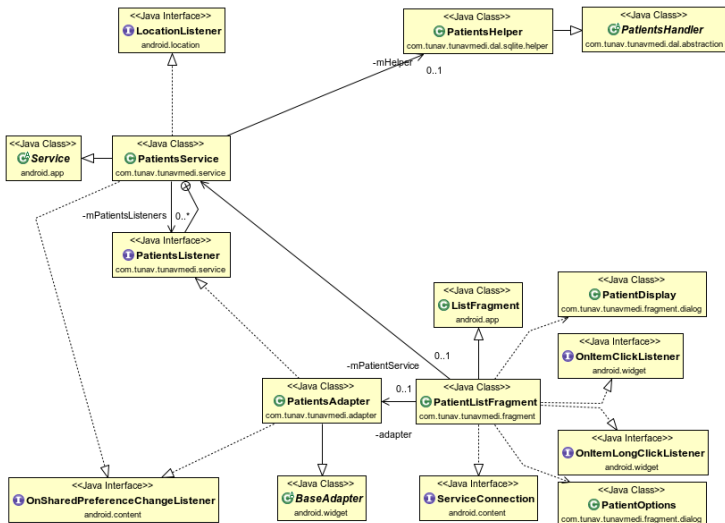 <<Java Interface>>
LocationListener
android.location
<<Java Class>>
PatientsHelper
com.tunav.tunavmedi.dal.sqlite.helper
<<Java Class>>
PatientsHandler
com.tunav.tunavmedi.dal.abstraction
-mHelper
0..1
<<Java Class>>
Service
android.app
<<Java Class>>
PatientsService
com.tunav.tunavmedi.service
-mPatientsListeners
0..*
<<Java Interface>>
PatientsListener
com.tunav.tunavmedi.service
<<Java Class>>
ListFragment
android.app
<<Java Class>>
PatientDisplay
com.tunav.tunavmedi.fragment.dialog
<<Java Interface>>
OnItemClickListener
android.widget
-mPatientService
0..1
<<Java Class>>
PatientsAdapter
com.tunav.tunavmedi.adapter
0..1
-adapter
<<Java Class>>
PatientListFragment
com.tunav.tunavmedi.fragment
<<Java Interface>>
OnItemLongClickListener
android.widget
<<Java Interface>>
OnSharedPreferenceChangeListener
android.content
<<Java Class>>
BaseAdapter
android.widget
<<Java Interface>>
ServiceConnection
android.content
<<Java Class>>
PatientOptions
com.tunav.tunavmedi.fragment.dialog